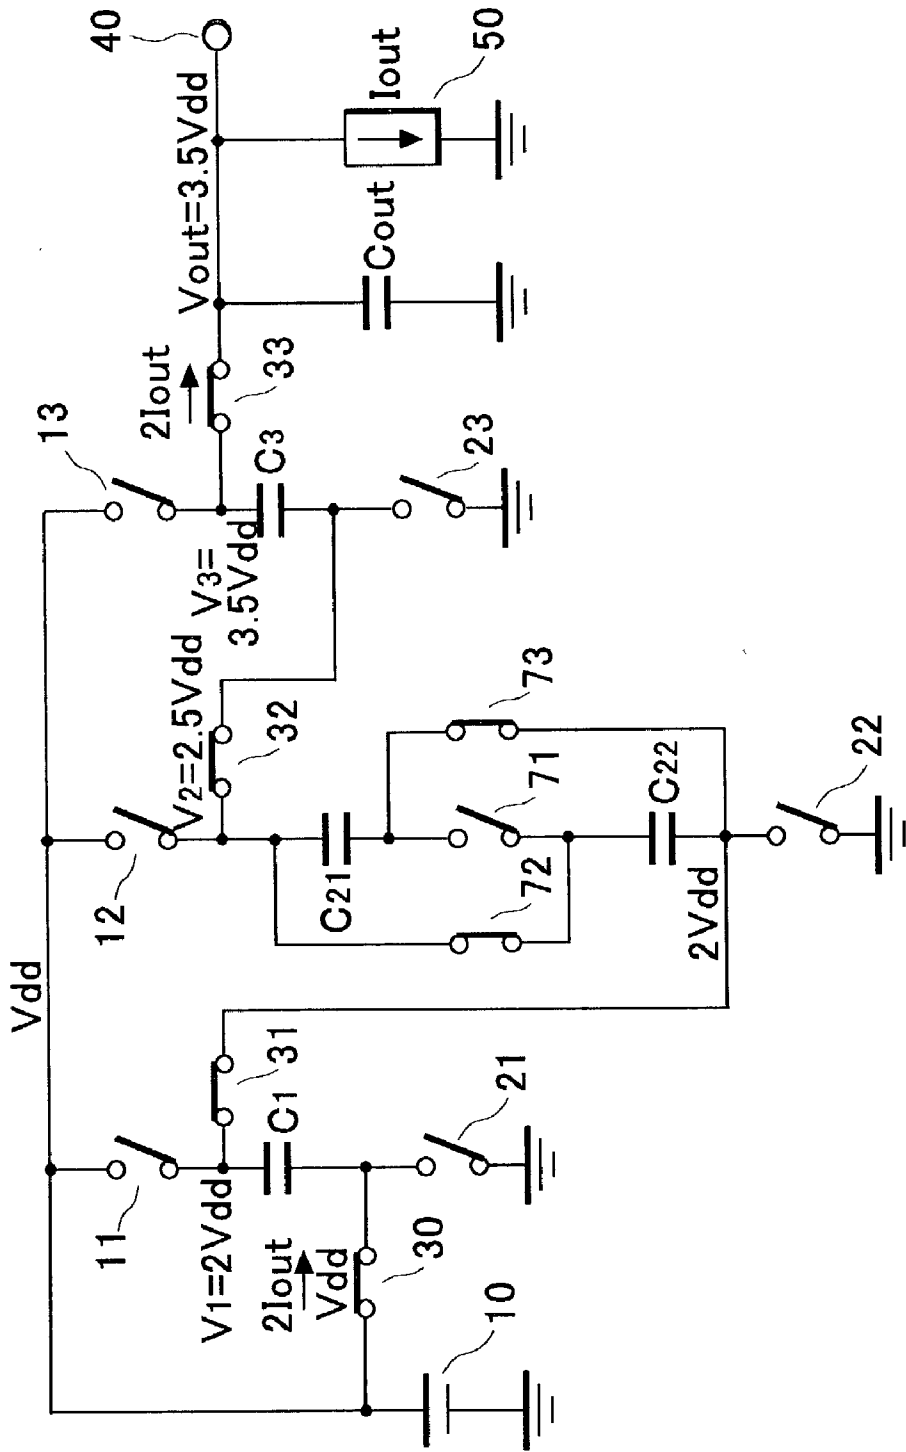 Vdd
11
12
13
V1=2Vdd
C1
31
2Iout
Vdd
30
21
10
V2=2.5Vdd
32
C21
72
71
73
C22
2Vdd
22
V3=
3.5Vdd
C3
23
2Iout
33
Vout=3.5Vdd
40
Cout
Iout
50